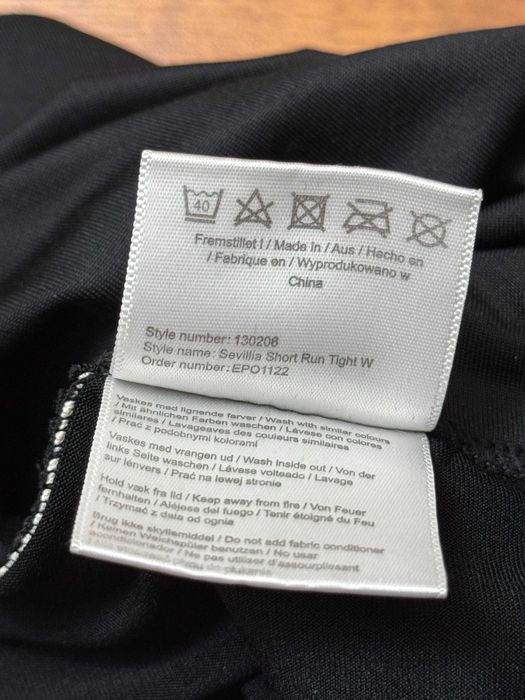 40
Fremstillet I / Made in / Aus / Hecho en
/ Fabrique en / Wyprodukowano w
China
Style number: 130206
Style name: Sevillia Short Run Tight W
Order number: EPO1122
Vaskes med lignende farver / Wash with similar colours
/ Mit ähnlichen Farben waschen / Lávese con colores
similares / Lavageaves des couleurs similaires
/ Prać z podobnymi kolorami
Vaskes med vrangen ud / Wash inside out / Von der
links Seite waschen / Lávese volteado / Lavage
sur lénvers / Prać na lewej stronie
Hold væk fra lid / Keep away from fire / Von Feuer
fernhalten / Aléjese del fuego / Tenir éloigné du Feu
/ Trzymać z dala od ognia
Brug ikke skyllemiddel / Do not add fabric conditioner
/ Keinen Weichspüler benutzen / No usar
acondicionador / Ne pas utiliser d'assouplissant